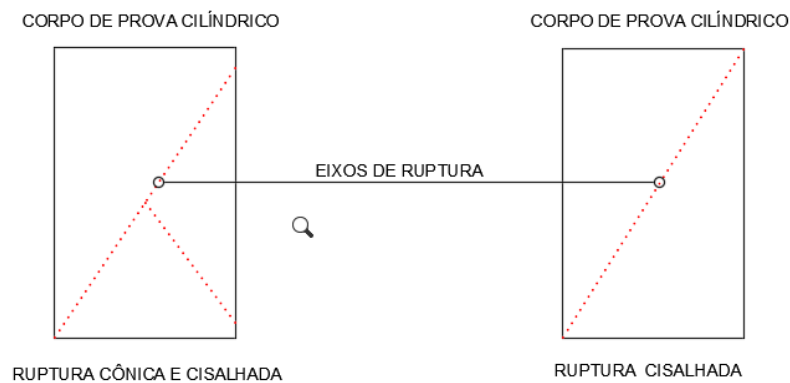 CORPO DE PROVA CILÍNDRICO
CORPO DE PROVA CILÍNDRICO
EIXOS DE RUPTURA
RUPTURA CÔNICA E CISALHADA
RUPTURA CISALHADA